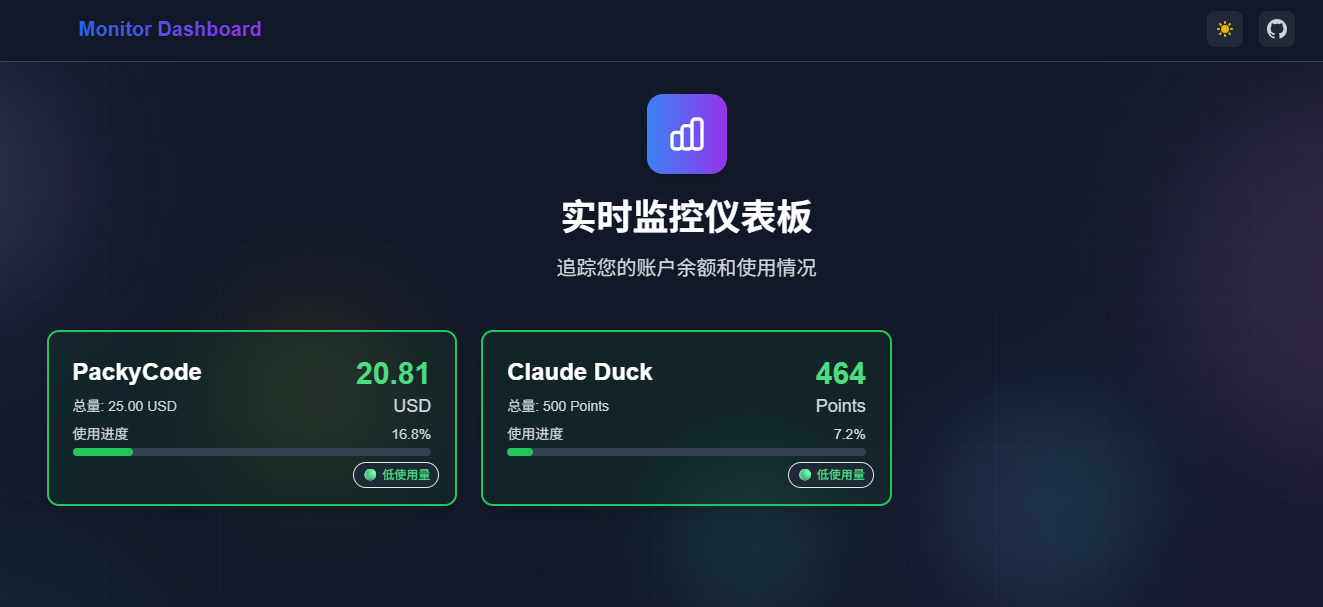 Monitor Dashboard
实时监控仪表板
追踪您的账户余额和使用情况
PackyCode
20.81
总量: 25.00 USD
USD
使用进度
16.8%
低使用量
Claude Duck
464
总量: 500 Points
Points
使用进度
7.2%
低使用量